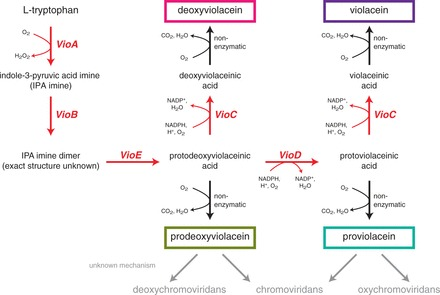 L-tryptophan
deoxyviolacein
violacein
O₂
VioA
H₂O₂
CO₂, H₂O
O₂
non-
enzymatic
CO₂, H₂O
O₂
non-
enzymatic
indole-3-pyruvic acid imine
(IPA imine)
deoxyviolaceinic
acid
violaceinic
acid
VioB
NADP⁺,
H₂O
NADPH,
H⁺, O₂
VioC
NADP⁺,
H₂O
NADPH,
H⁺, O₂
VioC
IPA imine dimer
(exact structure unknown)
VioE
protodeoxyviolaceinic
acid
VioD
NADPH,
H⁺, O₂
NADP⁺,
H₂O
protoviolaceinic
acid
O₂
CO₂, H₂O
non-
enzymatic
O₂
CO₂, H₂O
non-
enzymatic
prodeoxyviolacein
proviolacein
unknown mechanism
deoxychromoviridans
chromoviridans
oxychromoviridans